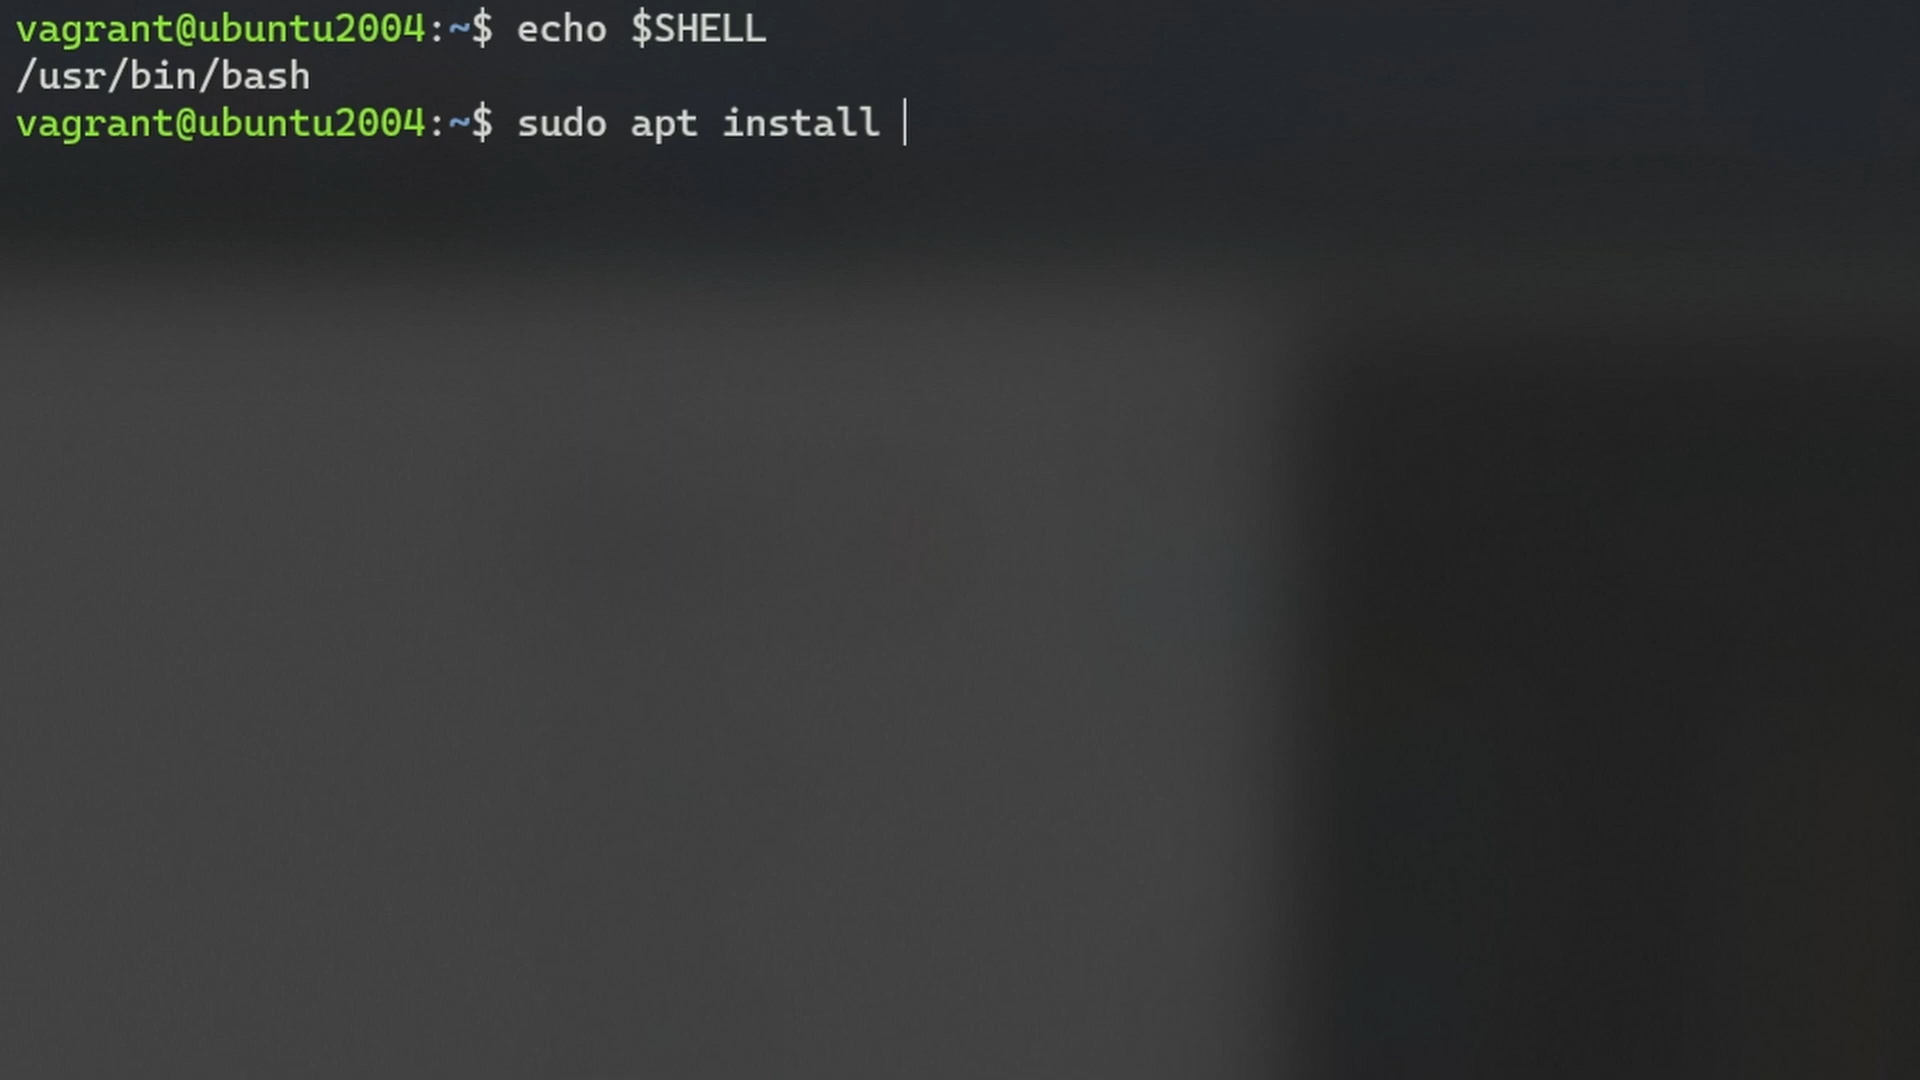 vagrant@ubuntu2004:~$ echo $SHELL
/usr/bin/bash
vagrant@ubuntu2004:~$ sudo apt install